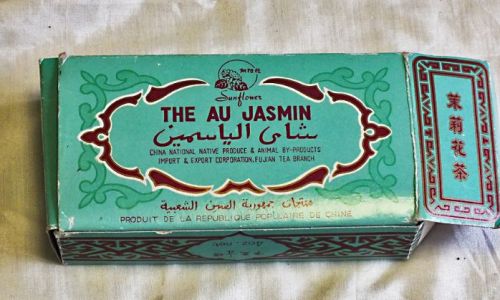 Sunflower
THE AU JASMIN
شاي الياسمين
CHINA NATIONAL NATIVE PRODUCE & ANIMAL BY-PRODUCTS
IMPORT & EXPORT CORPORATION, FUJIAN TEA BRANCH
منتجات جمهورية الصين الشعبية
PRODUIT DE LA REPUBLIQUE POPULAIRE DE CHINE
茉莉花茶